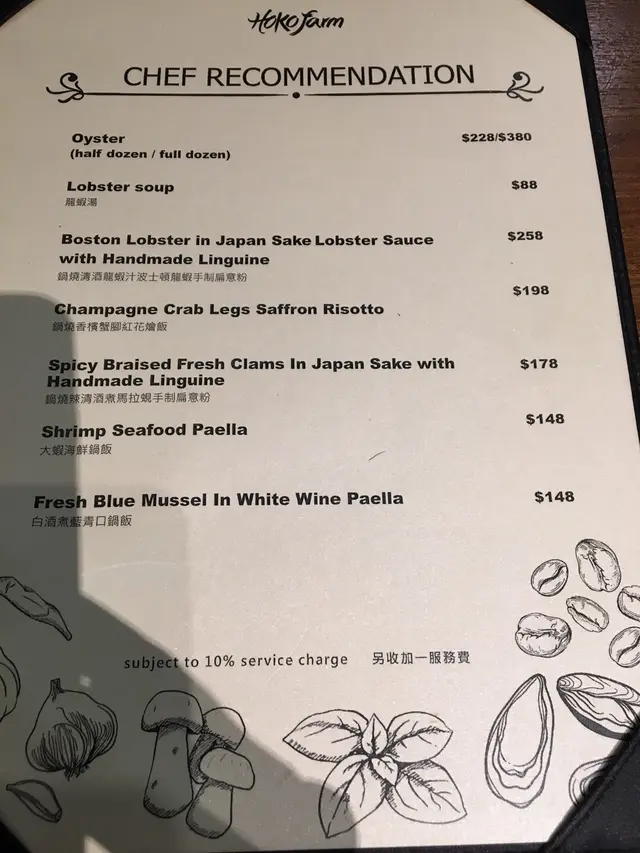 Hoko farm
CHEF RECOMMENDATION
Oyster $228/$380
(half dozen / full dozen)
Lobster soup $88
龍蝦湯
Boston Lobster in Japan Sake Lobster Sauce $258
with Handmade Linguine
鍋燒清酒龍蝦汁波士頓龍蝦手制扁意粉
$198
Champagne Crab Legs Saffron Risotto
鍋燒香檳蟹腳紅花燴飯
Spicy Braised Fresh Clams In Japan Sake with $178
Handmade Linguine
鍋燒辣清酒煮馬拉蜆手制扁意粉
Shrimp Seafood Paella $148
大蝦海鮮鍋飯
Fresh Blue Mussel In White Wine Paella $148
白酒煮藍青口鍋飯
subject to 10% service charge 另收加一服務費